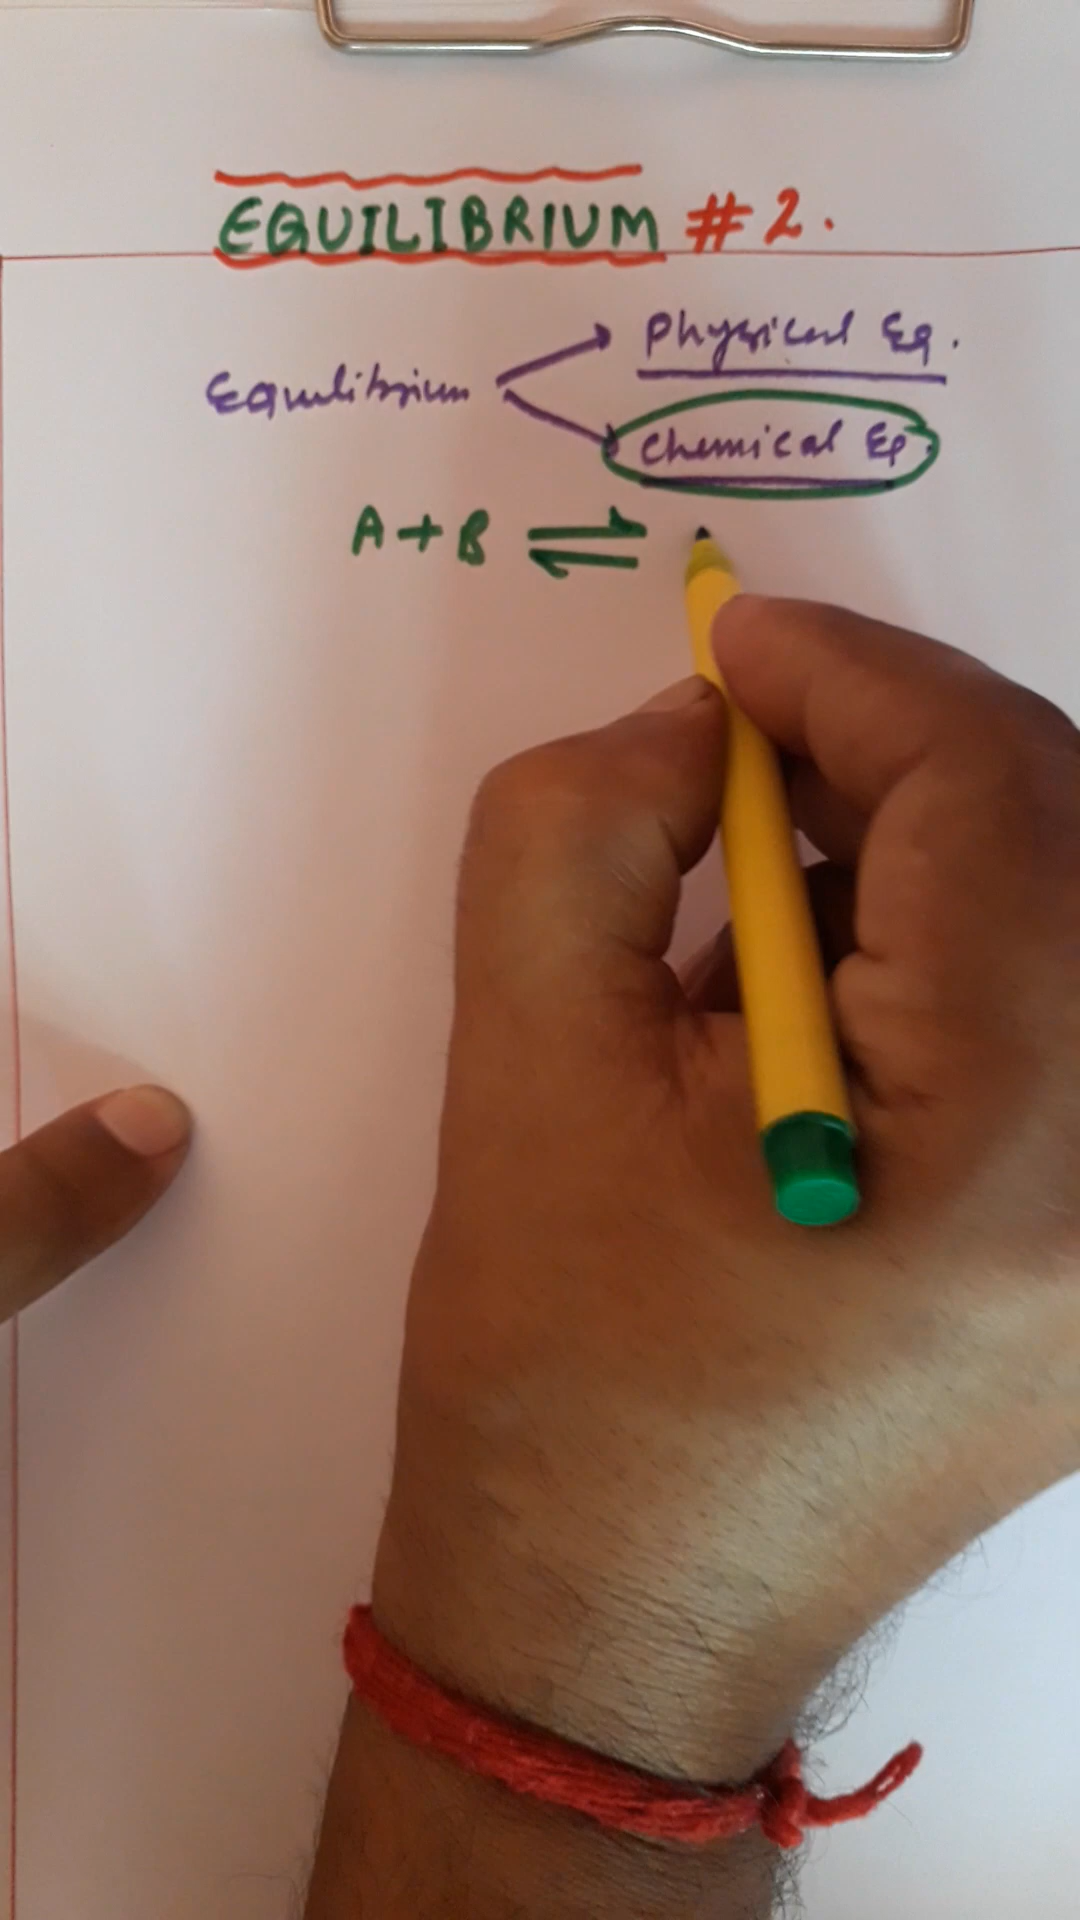 EQUILIBRIUM #2.
Physical Eq.
Equilibrium
Chemical Eq.
A + B ⇌